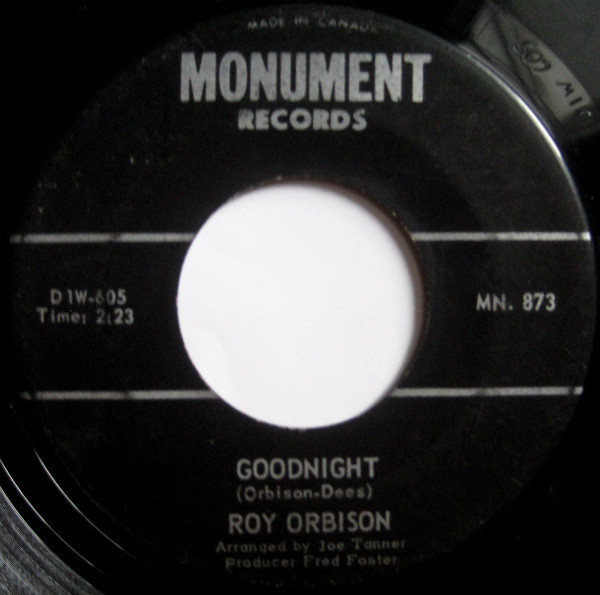 MADE IN CANADA
MONUMENT
RECORDS
D1W-605
Time: 2:23
MN. 873
GOODNIGHT
(Orbison-Dees)
ROY ORBISON
Arranged by Joe Tanner
Producer Fred Foster